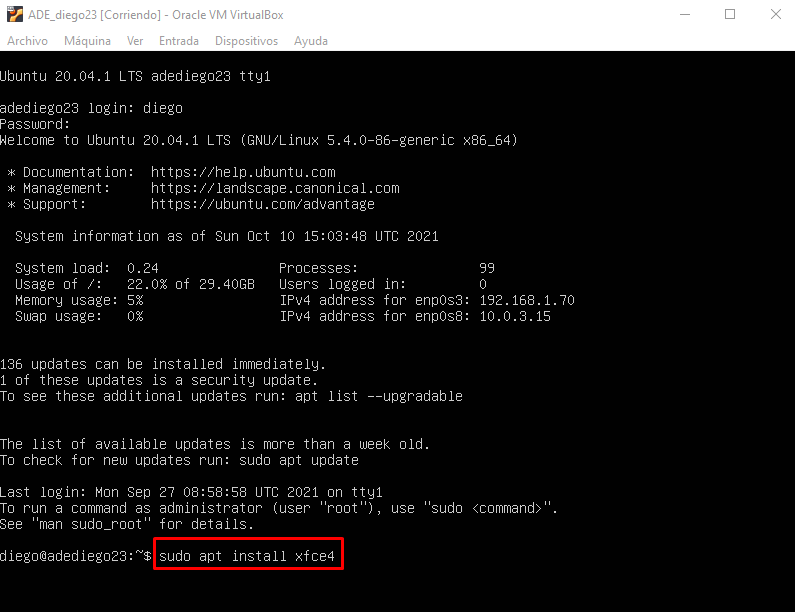 ADE_diego23 [Corriendo] - Oracle VM VirtualBox
Archivo Máquina Ver Entrada Dispositivos Ayuda
Ubuntu 20.04.1 LTS adediego23 tty1
adediego23 login: diego
Password:
Welcome to Ubuntu 20.04.1 LTS (GNU/Linux 5.4.0-86-generic x86_64)
* Documentation: https://help.ubuntu.com
* Management: https://landscape.canonical.com
* Support: https://ubuntu.com/advantage
System information as of Sun Oct 10 15:03:48 UTC 2021
System load: 0.24 Processes: 99
Usage of /: 22.0% of 29.40GB Users logged in: 0
Memory usage: 5% IPv4 address for enp0s3: 192.168.1.70
Swap usage: 0% IPv4 address for enp0s8: 10.0.3.15
136 updates can be installed immediately.
1 of these updates is a security update.
To see these additional updates run: apt list --upgradable
The list of available updates is more than a week old.
To check for new updates run: sudo apt update
Last login: Mon Sep 27 08:58:58 UTC 2021 on tty1
To run a command as administrator (user "root"), use "sudo <command>".
See "man sudo_root" for details.
diego@adediego23:~$ sudo apt install xfce4